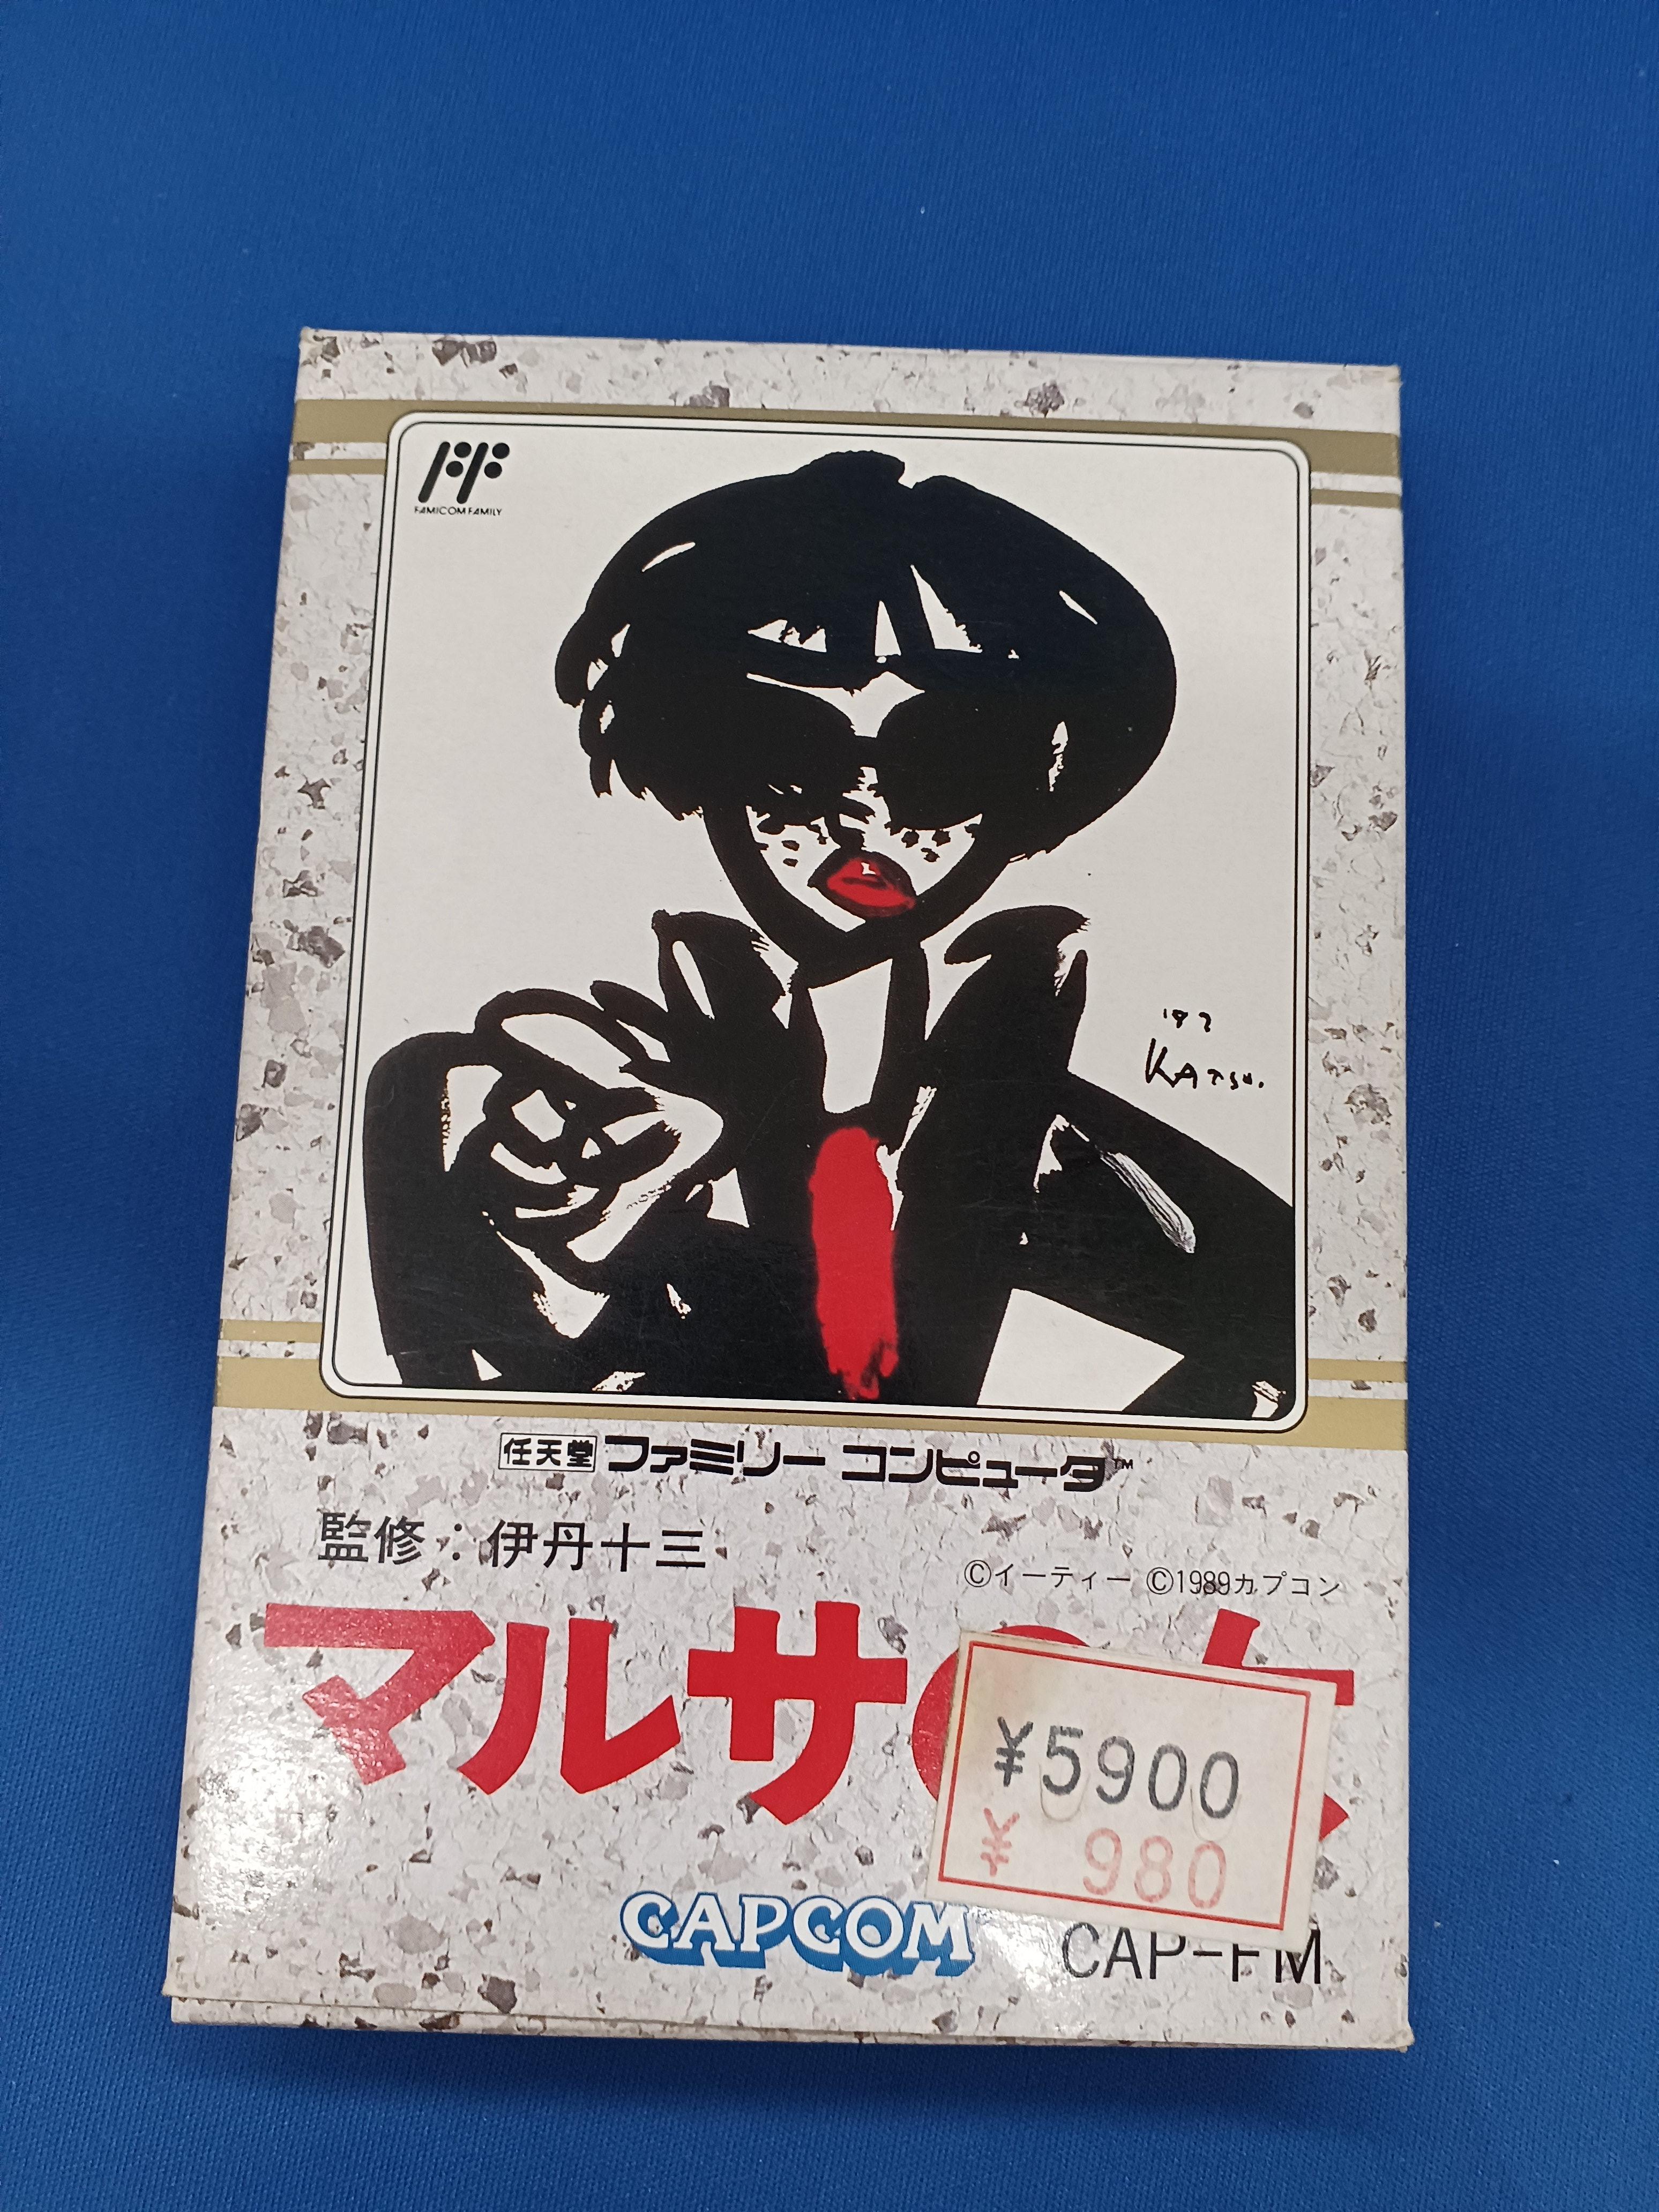 FAMICOM FAMILY
'87
KATSU.
任天堂 ファミリー コンピュータ™
監修：伊丹十三
©イーティー ©1989カプコン
マルサの女
¥5900
¥980
CAPCOM
CAP-FM